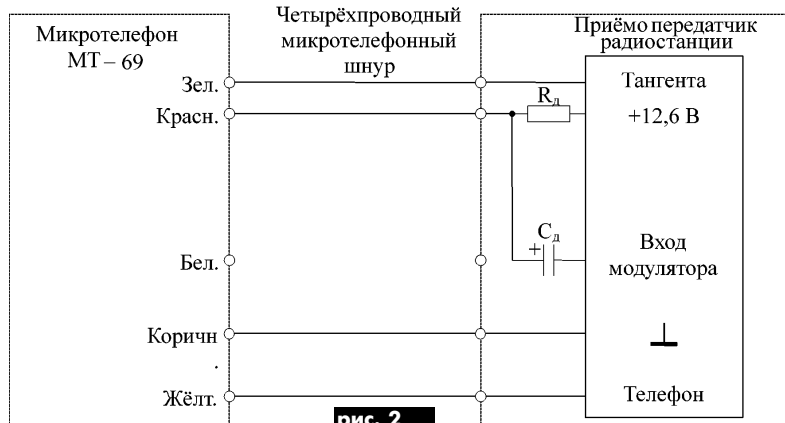 Микротелефон
МТ – 69
Четырёхпроводный
микротелефонный
шнур
Приёмо передатчик
радиостанции
Зел.
Красн.
Бел.
Коричн
.
Жёлт.
Rд
+
Cд
Тангента
+12,6 В
Вход
модулятора
Телефон
рис. 2